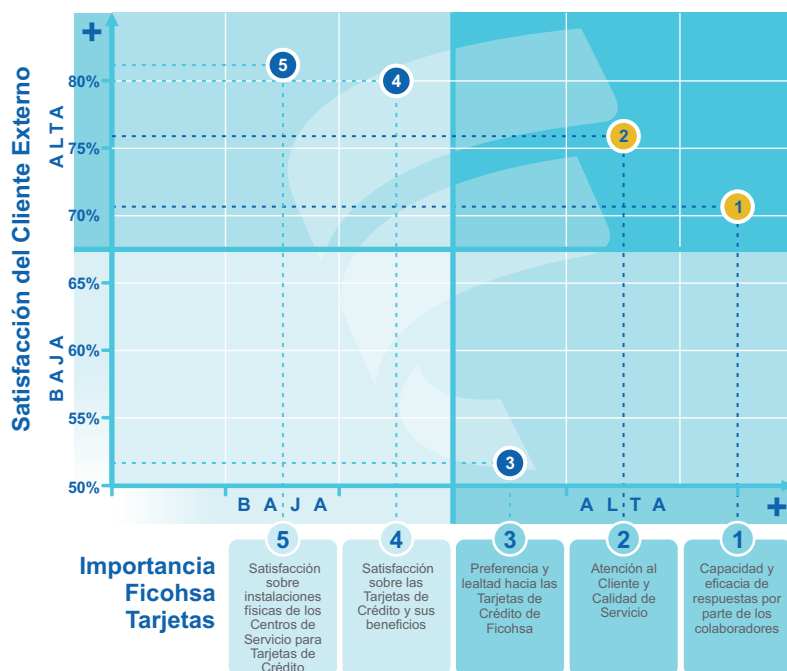 +
Satisfacción del Cliente Externo
ALTA
BAJA
80%
75%
70%
65%
60%
55%
50%
5
4
2
1
3
BAJA
ALTA
+
Importancia
Ficohsa
Tarjetas
5
Satisfacción
sobre
instalaciones
físicas de los
Centros de
Servicio para
Tarjetas de
Crédito
4
Satisfacción
sobre las
Tarjetas de
Crédito y sus
beneficios
3
Preferencia y
lealtad hacia las
Tarjetas de
Crédito de
Ficohsa
2
Atención al
Cliente y
Calidad de
Servicio
1
Capacidad y
eficacia de
respuestas por
parte de los
colaboradores